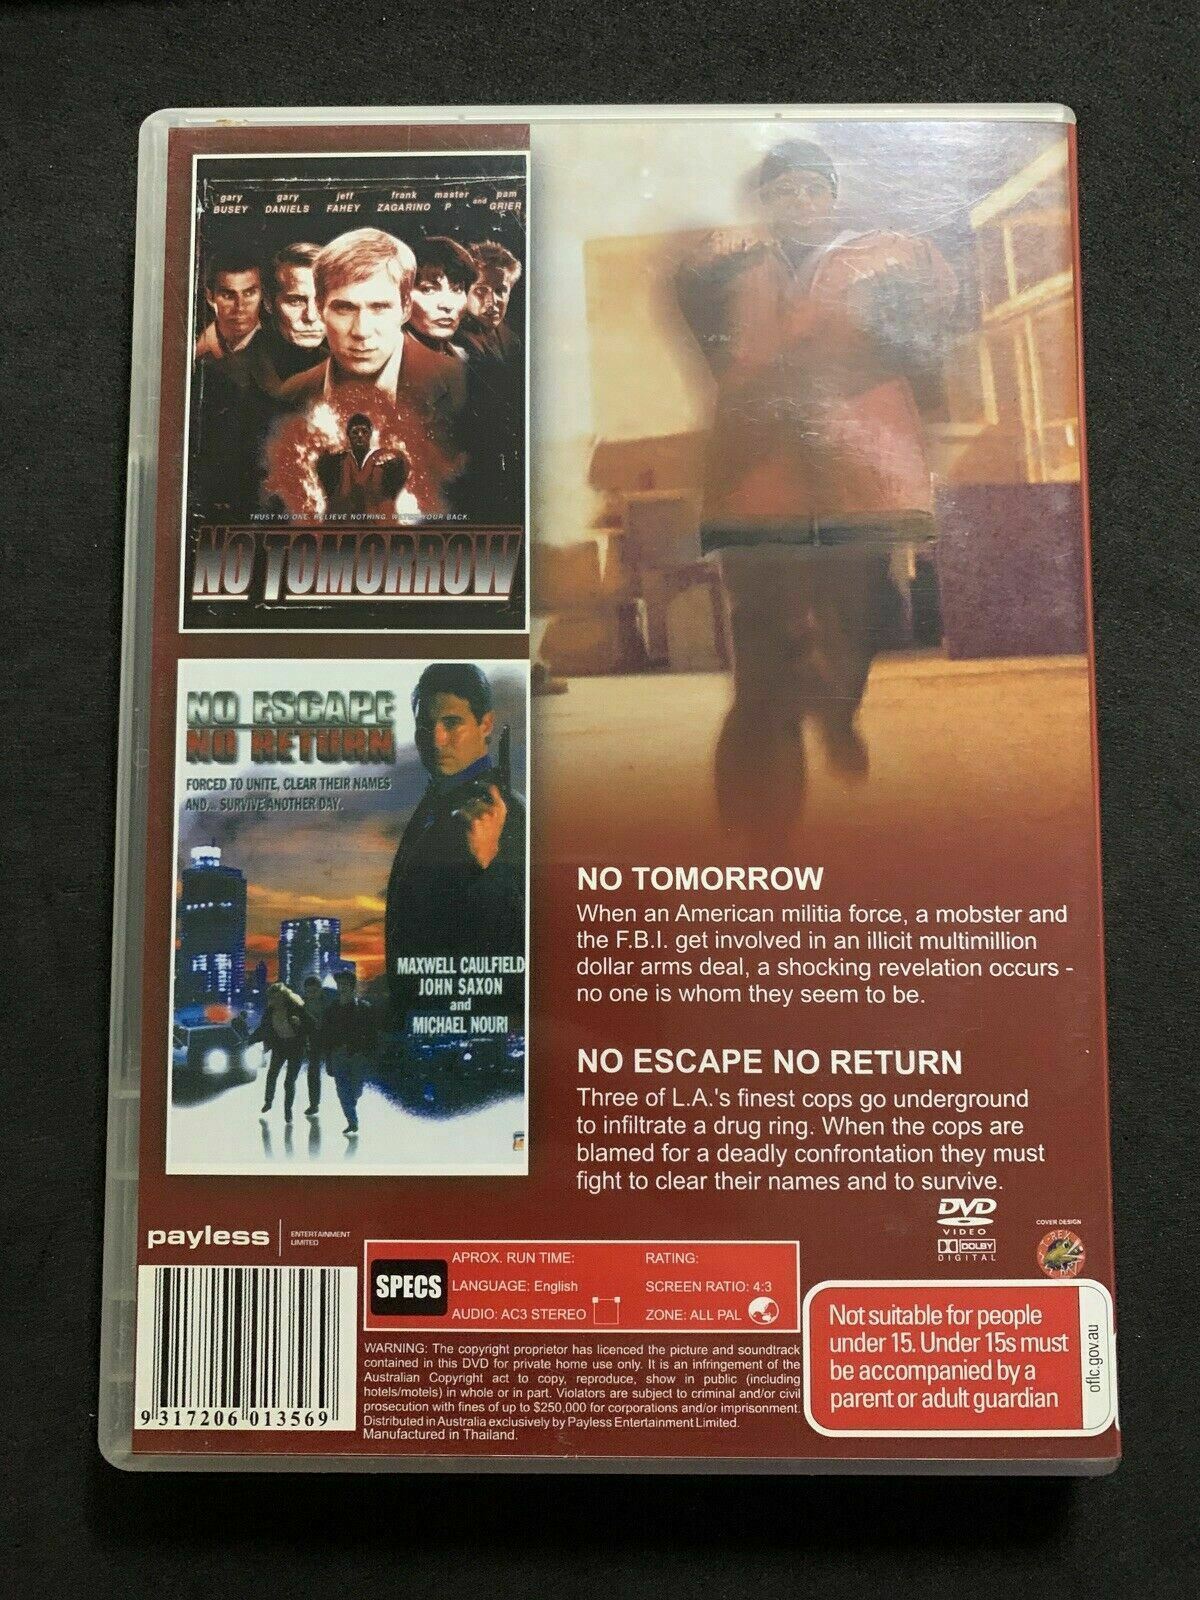 gary BUSEY gary DANIELS jeff FAHEY frank ZAGARINO master P and pam GRIER
TRUST NO ONE. BELIEVE NOTHING. WATCH YOUR BACK.
NO TOMORROW
NO ESCAPE
NO RETURN
FORCED TO UNITE, CLEAR THEIR NAMES
AND... SURVIVE ANOTHER DAY.
MAXWELL CAULFIELD
JOHN SAXON
and
MICHAEL NOURI
NO TOMORROW
When an American militia force, a mobster and
the F.B.I. get involved in an illicit multimillion
dollar arms deal, a shocking revelation occurs -
no one is whom they seem to be.
NO ESCAPE NO RETURN
Three of L.A.'s finest cops go underground
to infiltrate a drug ring. When the cops are
blamed for a deadly confrontation they must
fight to clear their names and to survive.
DVD
VIDEO
DOLBY
DIGITAL
COVER DESIGN
T-REX
payless ENTERTAINMENT
LIMITED
SPECS
APROX. RUN TIME:
LANGUAGE: English
AUDIO: AC3 STEREO
RATING:
SCREEN RATIO: 4:3
ZONE: ALL PAL
9 317206 013569
WARNING: The copyright proprietor has licenced the picture and soundtrack
contained in this DVD for private home use only. It is an infringement of the
Australian Copyright act to copy, reproduce, show in public (including
hotels/motels) in whole or in part. Violators are subject to criminal and/or civil
prosecution with fines of up to $250,000 for corporations and/or imprisonment.
Distributed in Australia exclusively by Payless Entertainment Limited.
Manufactured in Thailand.
Not suitable for people
under 15. Under 15s must
be accompanied by a
parent or adult guardian
oflc.gov.au